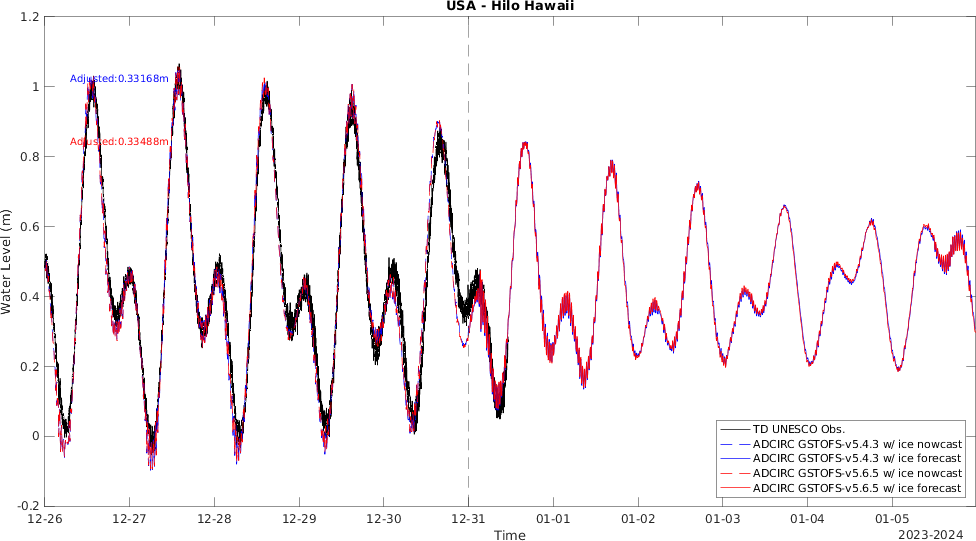 USA - Hilo Hawaii
1.2
1
0.8
0.6
0.4
0.2
0
-0.2
Water Level (m)
Adjusted:0.33168m
Adjusted:0.33488m
TD UNESCO Obs.
ADCIRC GSTOFS-v5.4.3 w/ ice nowcast
ADCIRC GSTOFS-v5.4.3 w/ ice forecast
ADCIRC GSTOFS-v5.6.5 w/ ice nowcast
ADCIRC GSTOFS-v5.6.5 w/ ice forecast
12-26 12-27 12-28 12-29 12-30 12-31 01-01 01-02 01-03 01-04 01-05
Time
2023-2024